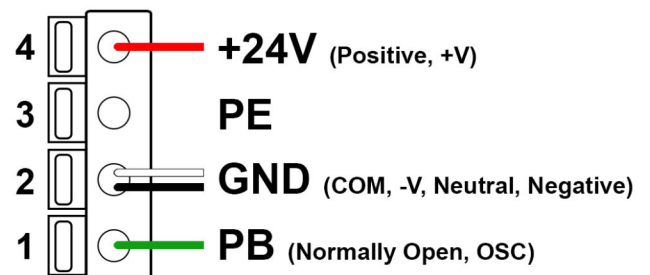 4 +24V (Positive, +V)
3 PE
2 GND (COM, -V, Neutral, Negative)
1 PB (Normally Open, OSC)